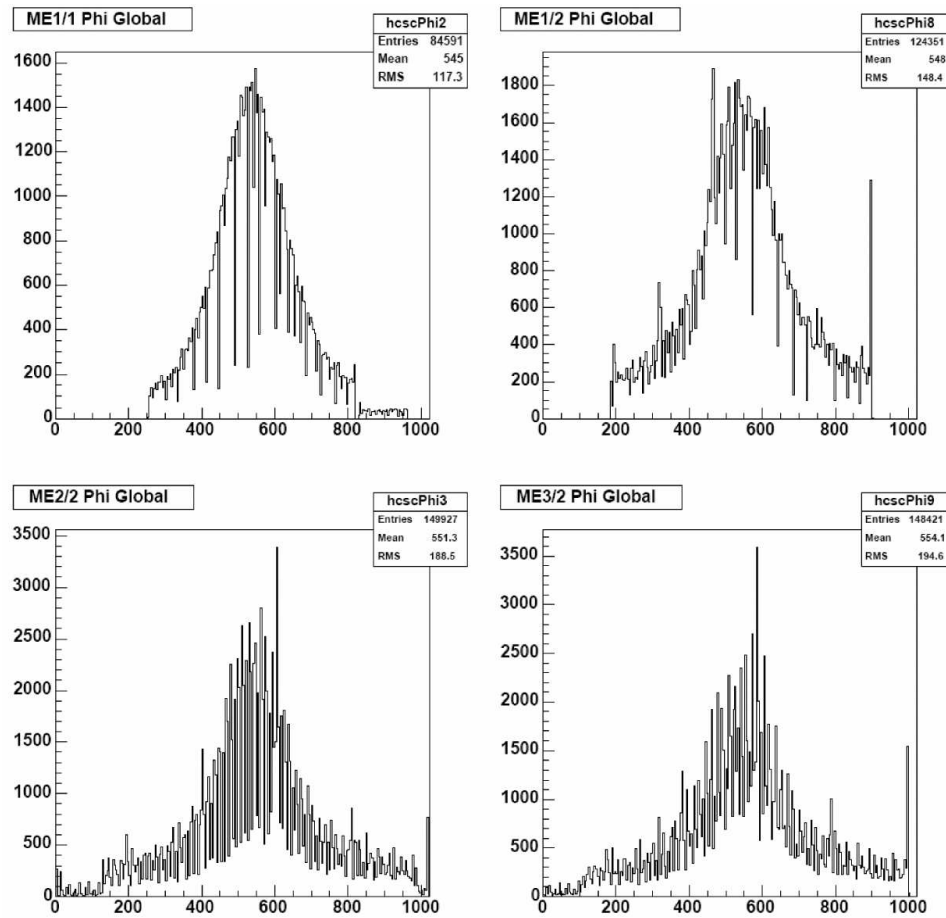 ME1/1 Phi Global
hcscPhi2
Entries 84591
Mean 545
RMS 117.3
1600
1400
1200
1000
800
600
400
200
0
0 200 400 600 800 1000
ME1/2 Phi Global
hcscPhi8
Entries 124351
Mean 548
RMS 148.4
1800
1600
1400
1200
1000
800
600
400
200
0
0 200 400 600 800 1000
ME2/2 Phi Global
hcscPhi3
Entries 149927
Mean 551.3
RMS 188.5
3500
3000
2500
2000
1500
1000
500
0
0 200 400 600 800 1000
ME3/2 Phi Global
hcscPhi9
Entries 148421
Mean 554.1
RMS 194.6
3500
3000
2500
2000
1500
1000
500
0
0 200 400 600 800 1000